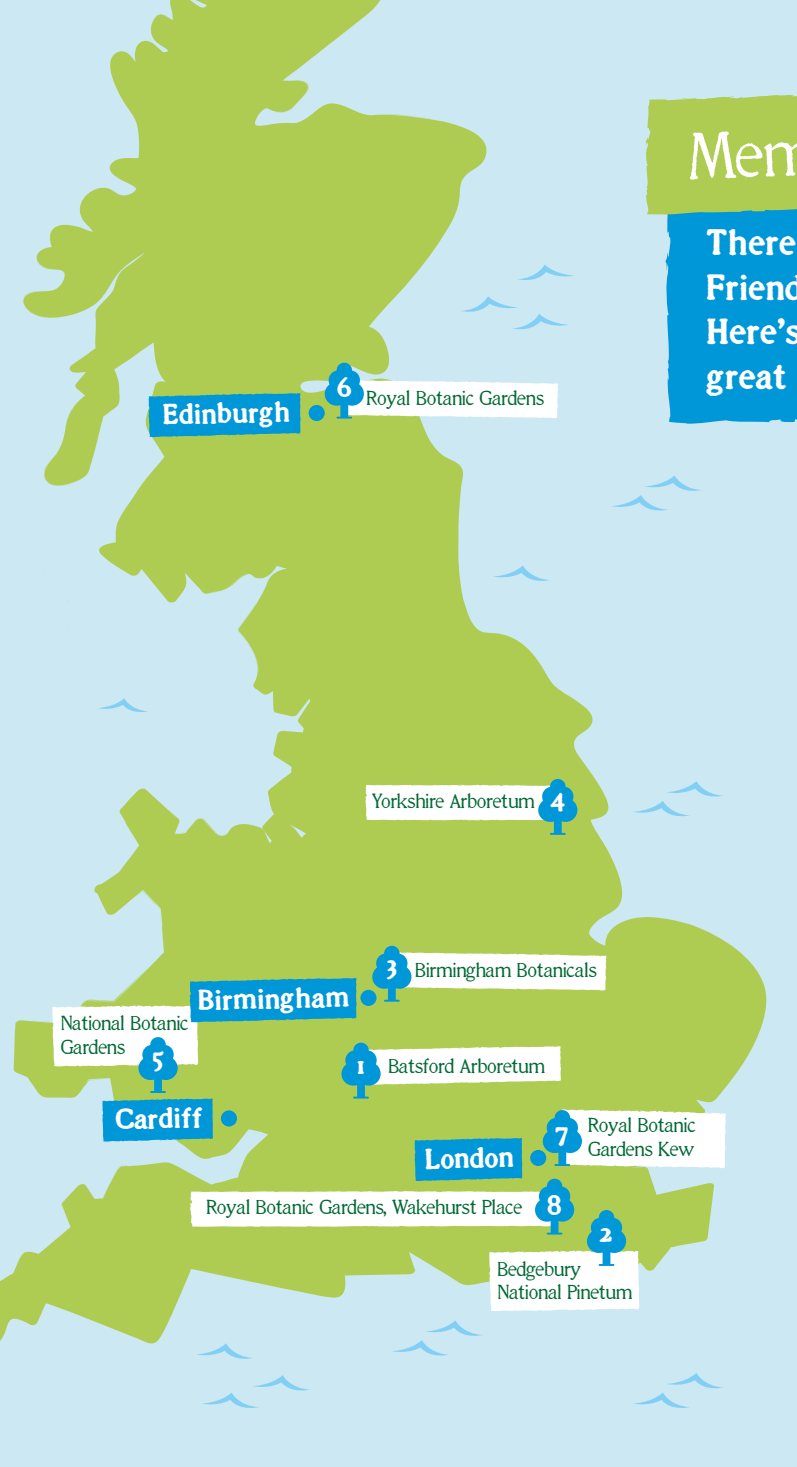 Mem
There
Friend
Here's
great
6
Edinburgh
Royal Botanic Gardens
Yorkshire Arboretum
4
3
Birmingham Botanicals
Birmingham
National Botanic
Gardens
5
1
Batsford Arboretum
Cardiff
7
Royal Botanic
Gardens Kew
London
Royal Botanic Gardens, Wakehurst Place
8
2
Bedgebury
National Pinetum